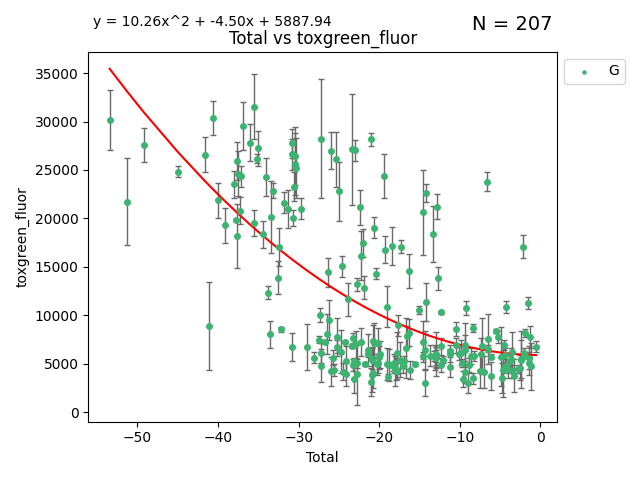 y = 10.26x^2 + -4.50x + 5887.94
N = 207
Total vs toxgreen_fluor
G
35000
30000
25000
20000
15000
10000
5000
0
toxgreen_fluor
−50 −40 −30 −20 −10 0
Total